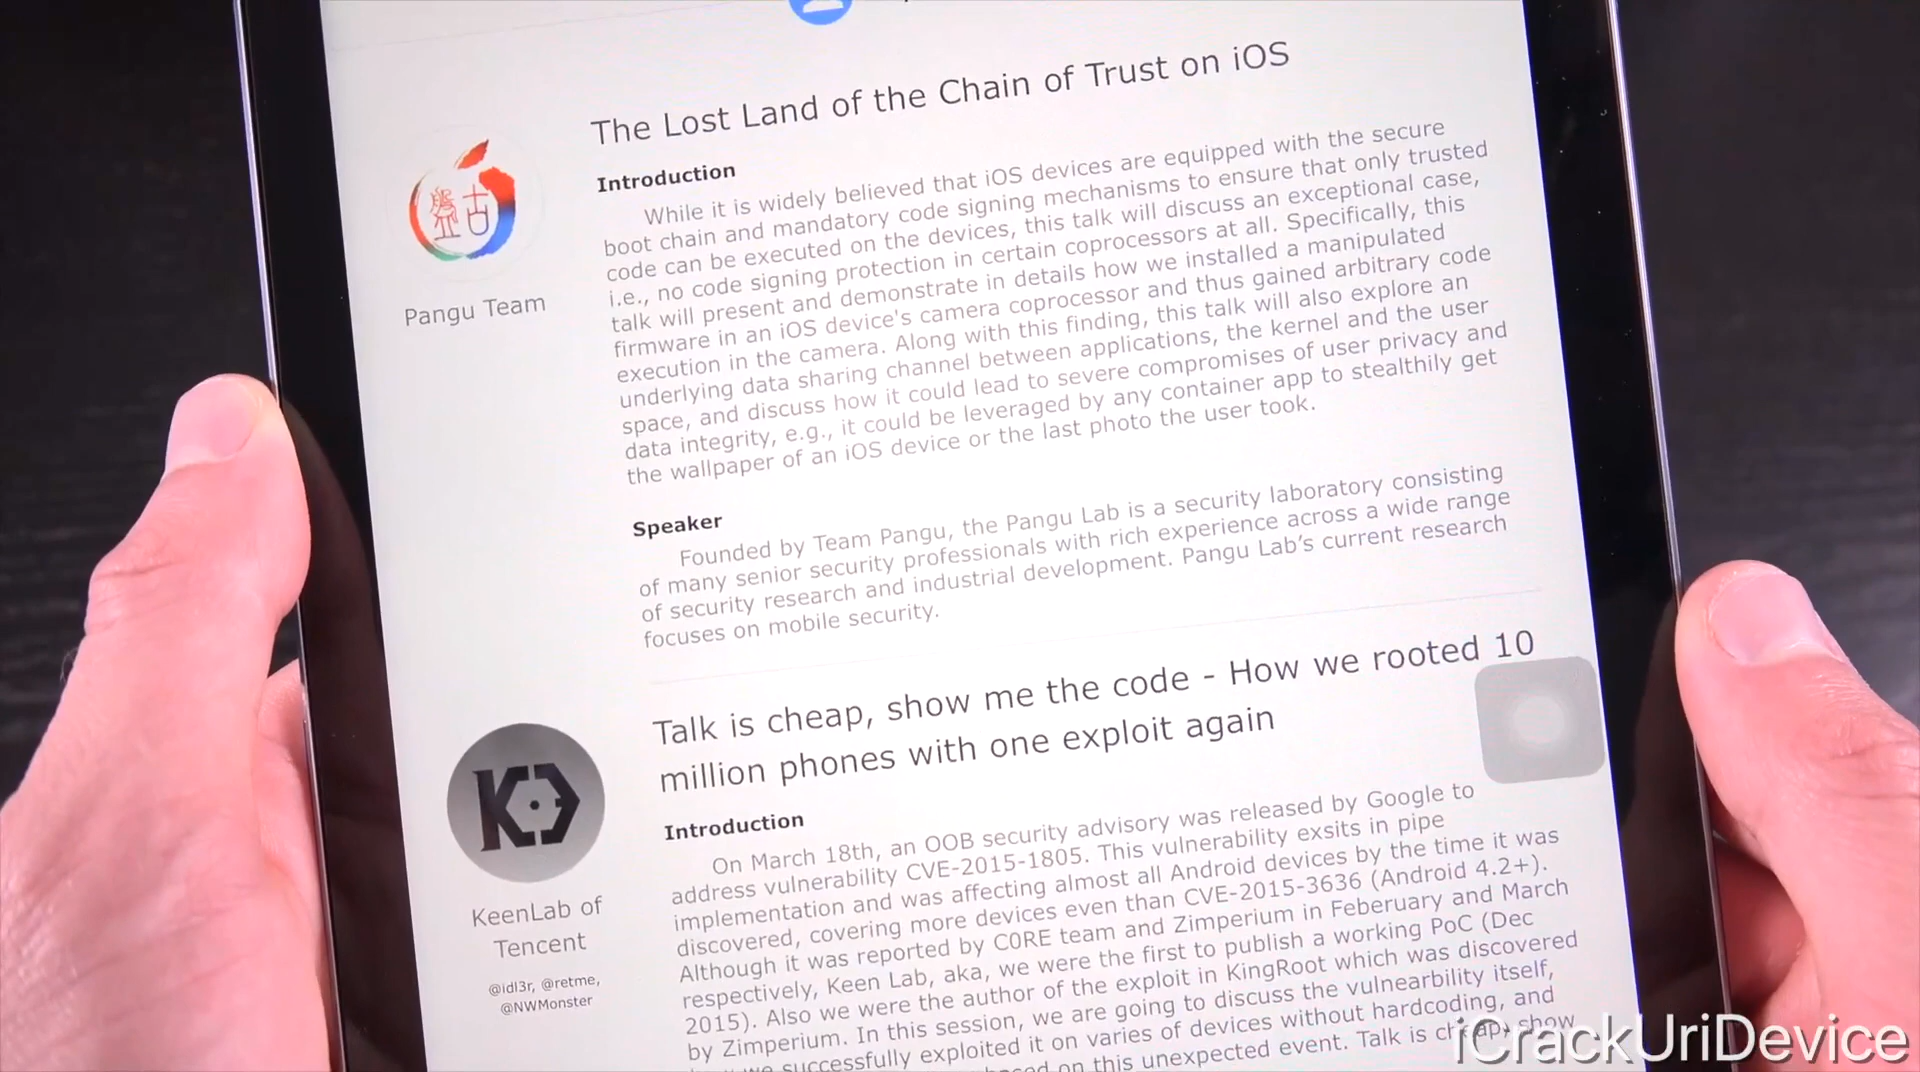 The Lost Land of the Chain of Trust on iOS
Introduction
While it is widely believed that iOS devices are equipped with the secure
boot chain and mandatory code signing mechanisms to ensure that only trusted
code can be executed on the devices, this talk will discuss an exceptional case,
i.e., no code signing protection in certain coprocessors at all. Specifically, this
talk will present and demonstrate in details how we installed a manipulated
firmware in an iOS device's camera coprocessor and thus gained arbitrary code
execution in the camera. Along with this finding, this talk will also explore an
underlying data sharing channel between applications, the kernel and the user
space, and discuss how it could lead to severe compromises of user privacy and
data integrity, e.g., it could be leveraged by any container app to stealthily get
the wallpaper of an iOS device or the last photo the user took.
盤古
Pangu Team
Speaker
Founded by Team Pangu, the Pangu Lab is a security laboratory consisting
of many senior security professionals with rich experience across a wide range
of security research and industrial development. Pangu Lab’s current research
focuses on mobile security.
Talk is cheap, show me the code - How we rooted 10
million phones with one exploit again
Introduction
On March 18th, an OOB security advisory was released by Google to
address vulnerability CVE-2015-1805. This vulnerability exsits in pipe
implementation and was affecting almost all Android devices by the time it was
discovered, covering more devices even than CVE-2015-3636 (Android 4.2+).
Although it was reported by C0RE team and Zimperium in Feberuary and March
respectively, Keen Lab, aka, we were the first to publish a working PoC (Dec
2015). Also we were the author of the exploit in KingRoot which was discovered
by Zimperium. In this session, we are going to discuss the vulnearbility itself,
successfully exploited it on varies of devices without hardcoding, and
on this unexpected event. Talk is cheap, show
KeenLab of
Tencent
@idl3r, @retme,
@NWMonster
iCrackUriDevice